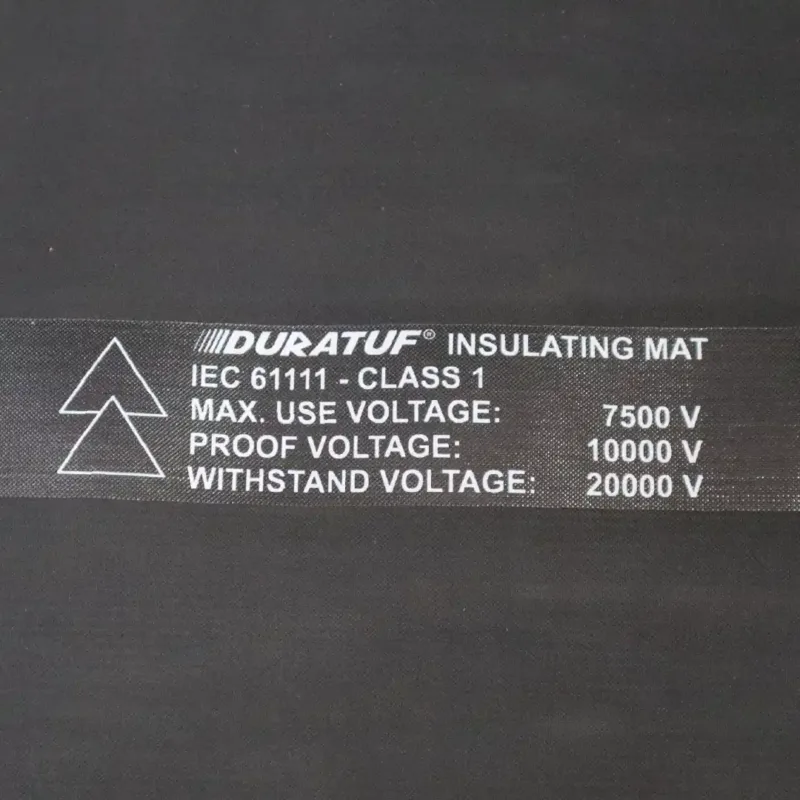 DURATUF® INSULATING MAT
IEC 61111 - CLASS 1
MAX. USE VOLTAGE: 7500 V
PROOF VOLTAGE: 10000 V
WITHSTAND VOLTAGE: 20000 V